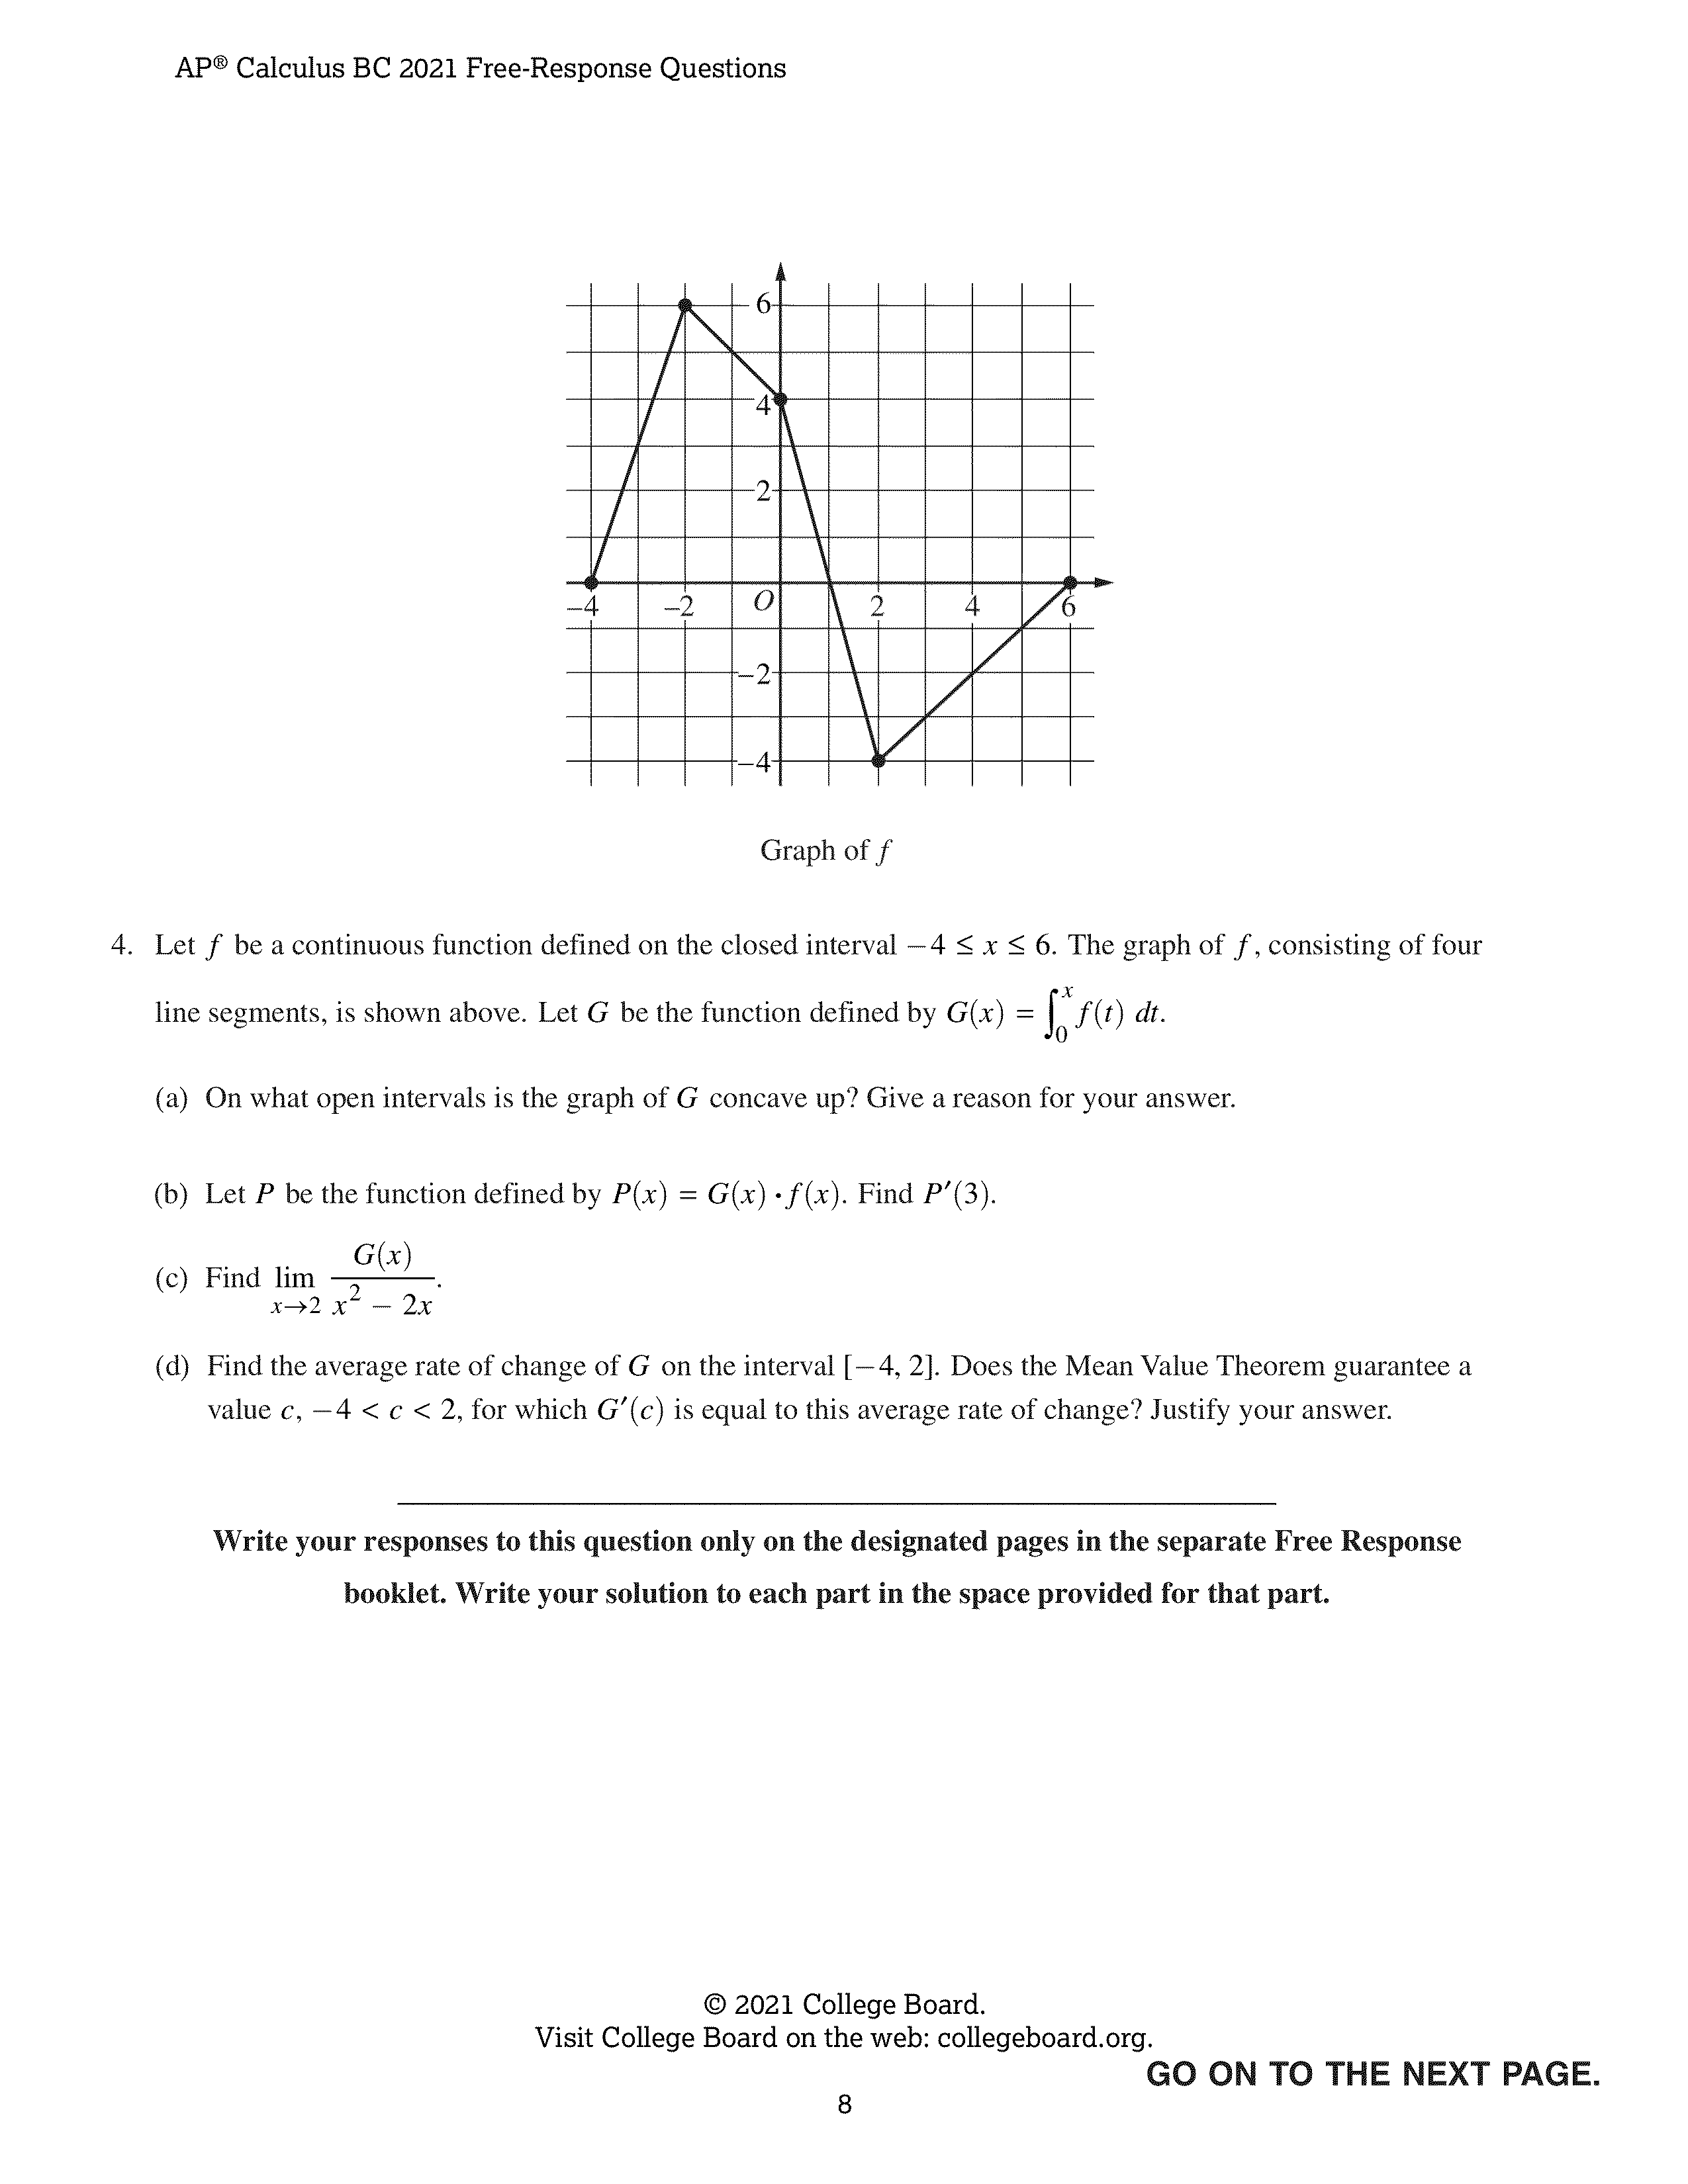 AP® Calculus BC 2021 Free-Response Questions
6
4
2
–4 –2 O 2 4 6
–2
–4
Graph of f
4. Let f be a continuous function defined on the closed interval −4 ≤ x ≤ 6. The graph of f, consisting of four
line segments, is shown above. Let G be the function defined by G(x) = ∫₀ˣ f(t) dt.
(a) On what open intervals is the graph of G concave up? Give a reason for your answer.
(b) Let P be the function defined by P(x) = G(x) · f(x). Find P′(3).
(c) Find lim x→2 G(x) / (x² − 2x).
(d) Find the average rate of change of G on the interval [−4, 2]. Does the Mean Value Theorem guarantee a
value c, −4 < c < 2, for which G′(c) is equal to this average rate of change? Justify your answer.
Write your responses to this question only on the designated pages in the separate Free Response
booklet. Write your solution to each part in the space provided for that part.
© 2021 College Board.
Visit College Board on the web: collegeboard.org.
GO ON TO THE NEXT PAGE.
8